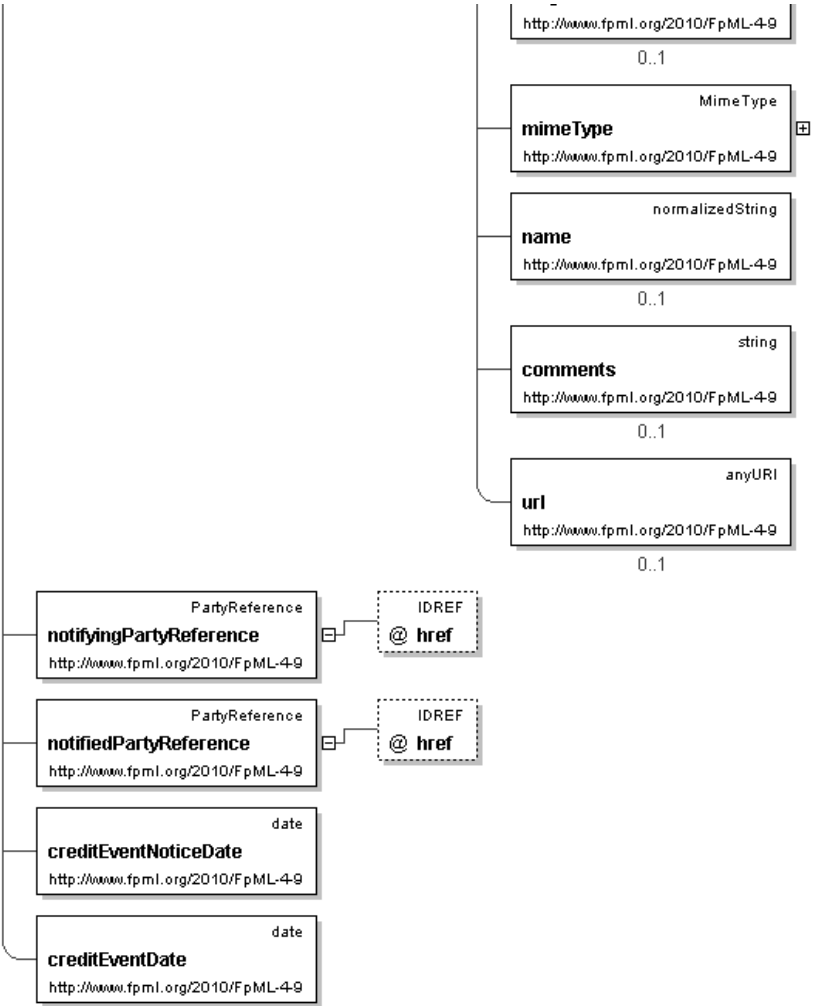 http://www.fpml.org/2010/FpML-4-9
0..1
MimeType
mimeType
http://www.fpml.org/2010/FpML-4-9
normalizedString
name
http://www.fpml.org/2010/FpML-4-9
0..1
string
comments
http://www.fpml.org/2010/FpML-4-9
0..1
anyURI
url
http://www.fpml.org/2010/FpML-4-9
0..1
PartyReference
notifyingPartyReference
http://www.fpml.org/2010/FpML-4-9
IDREF
@ href
PartyReference
notifiedPartyReference
http://www.fpml.org/2010/FpML-4-9
IDREF
@ href
date
creditEventNoticeDate
http://www.fpml.org/2010/FpML-4-9
date
creditEventDate
http://www.fpml.org/2010/FpML-4-9